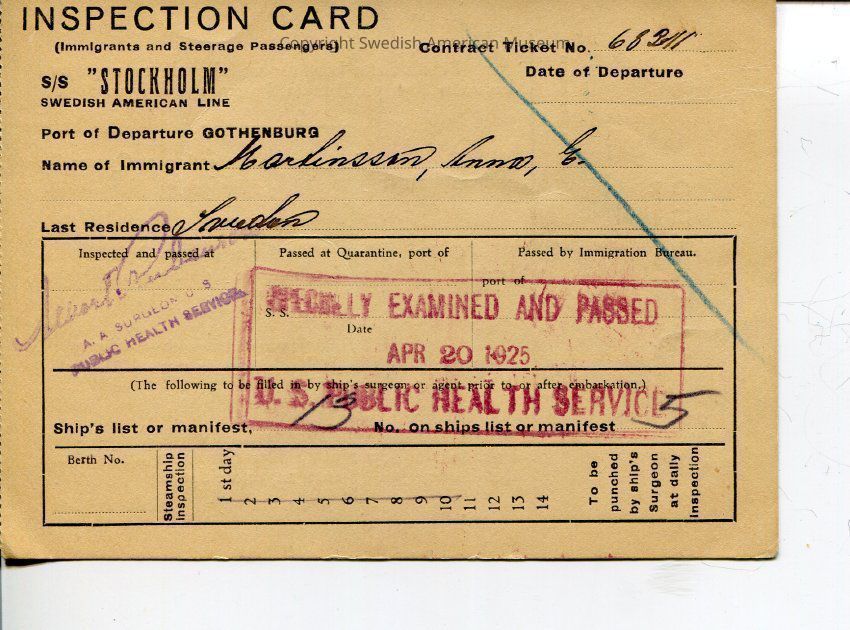 INSPECTION CARD
Copyright Swedish American Museum
(Immigrants and Steerage Passengers) Contract Ticket No.
Date of Departure
S/S "STOCKHOLM"
SWEDISH AMERICAN LINE
Port of Departure GOTHENBURG
Name of Immigrant Martinsson, Anna, E.
Last Residence Sweden
Inspected and passed at
Passed at Quarantine, port of
Passed by Immigration Bureau.
port of
A. A. SURGEON U S
PUBLIC HEALTH SERVICE
SPECIALLY EXAMINED AND PASSED
S. S.
Date
APR 20 1925
U. S. PUBLIC HEALTH SERVICE
(The following to be filled in by ship's surgeon or agent prior to or after embarkation.)
Ship's list or manifest, 13 No. on ships list or manifest 5
Berth No.
Steamship
inspection
1st day
2
3
4
5
6
7
8
9
10
11
12
13
14
To be
punched
by ship's
Surgeon
at daily
Inspection